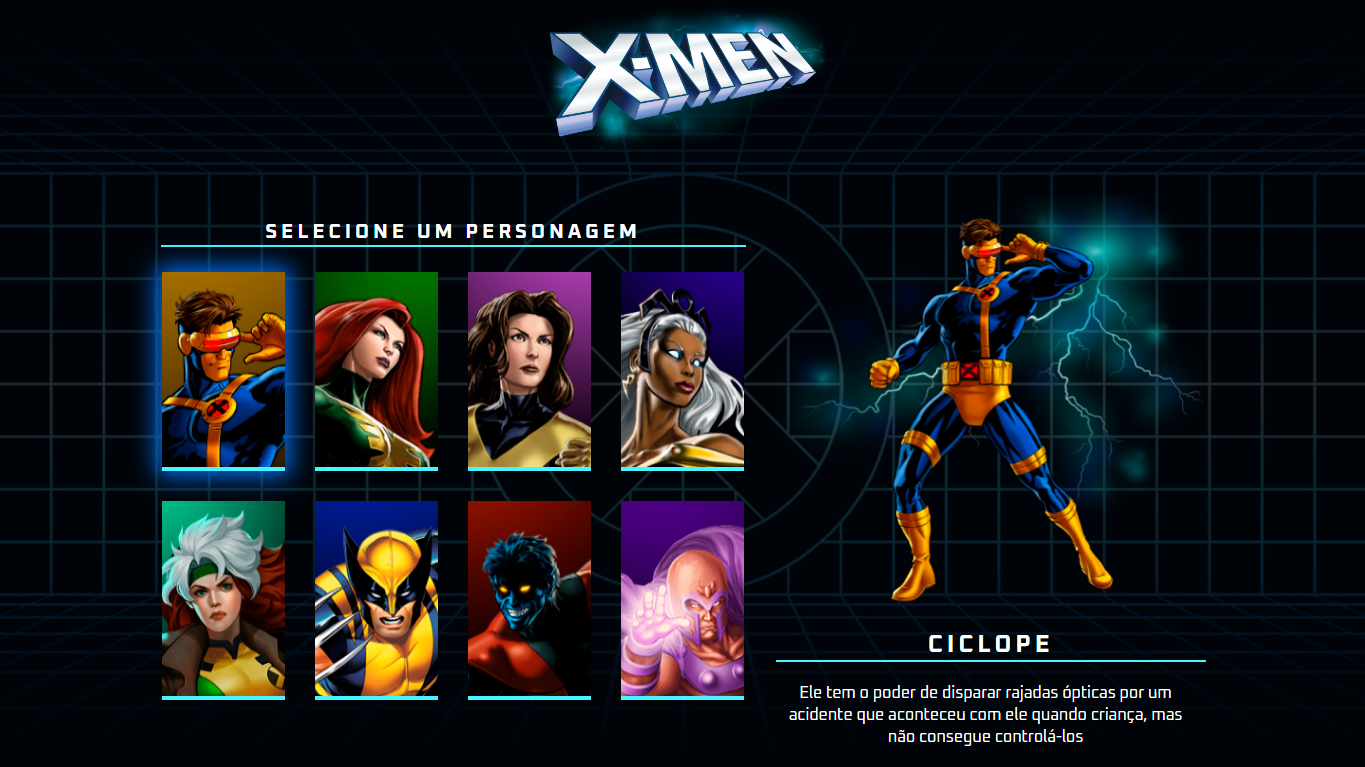 X-MEN
SELECIONE UM PERSONAGEM
CICLOPE
Ele tem o poder de disparar rajadas ópticas por um
acidente que aconteceu com ele quando criança, mas
não consegue controlá-los